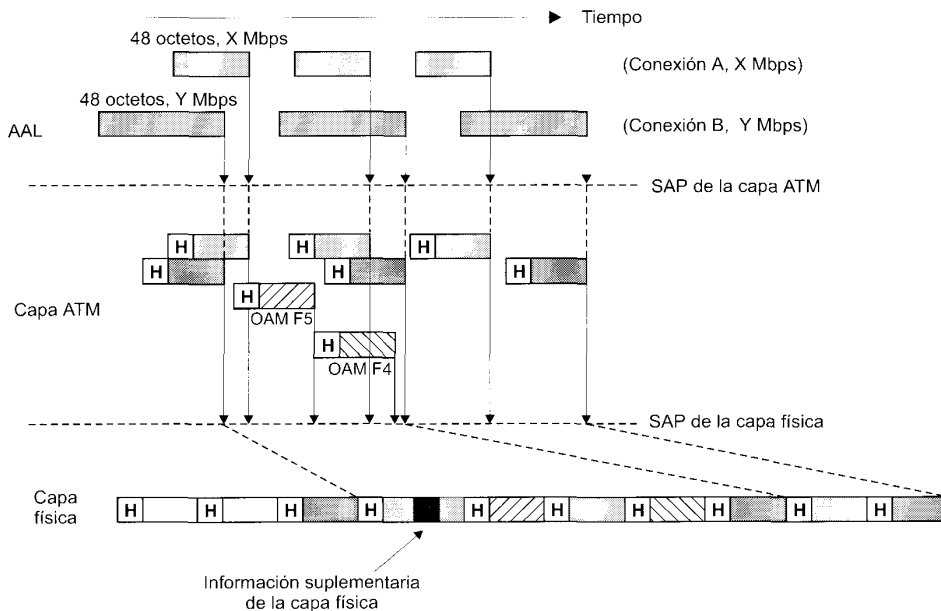 Tiempo
48 octetos, X Mbps
(Conexión A, X Mbps)
48 octetos, Y Mbps
AAL
(Conexión B, Y Mbps)
SAP de la capa ATM
H
H
H
H
H
H
Capa ATM
H
OAM F5
H
OAM F4
SAP de la capa física
Capa
física
H H H H H H H H H H
Información suplementaria
de la capa física